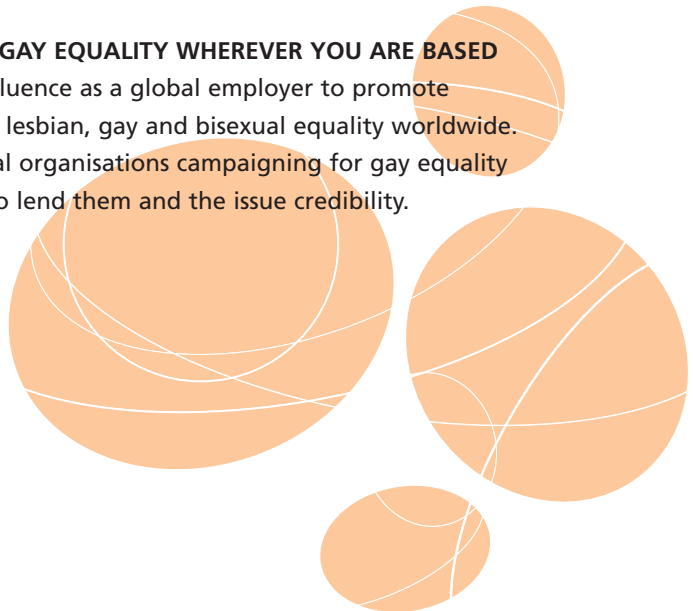 GAY EQUALITY WHEREVER YOU ARE BASED
luence as a global employer to promote
lesbian, gay and bisexual equality worldwide.
al organisations campaigning for gay equality
o lend them and the issue credibility.